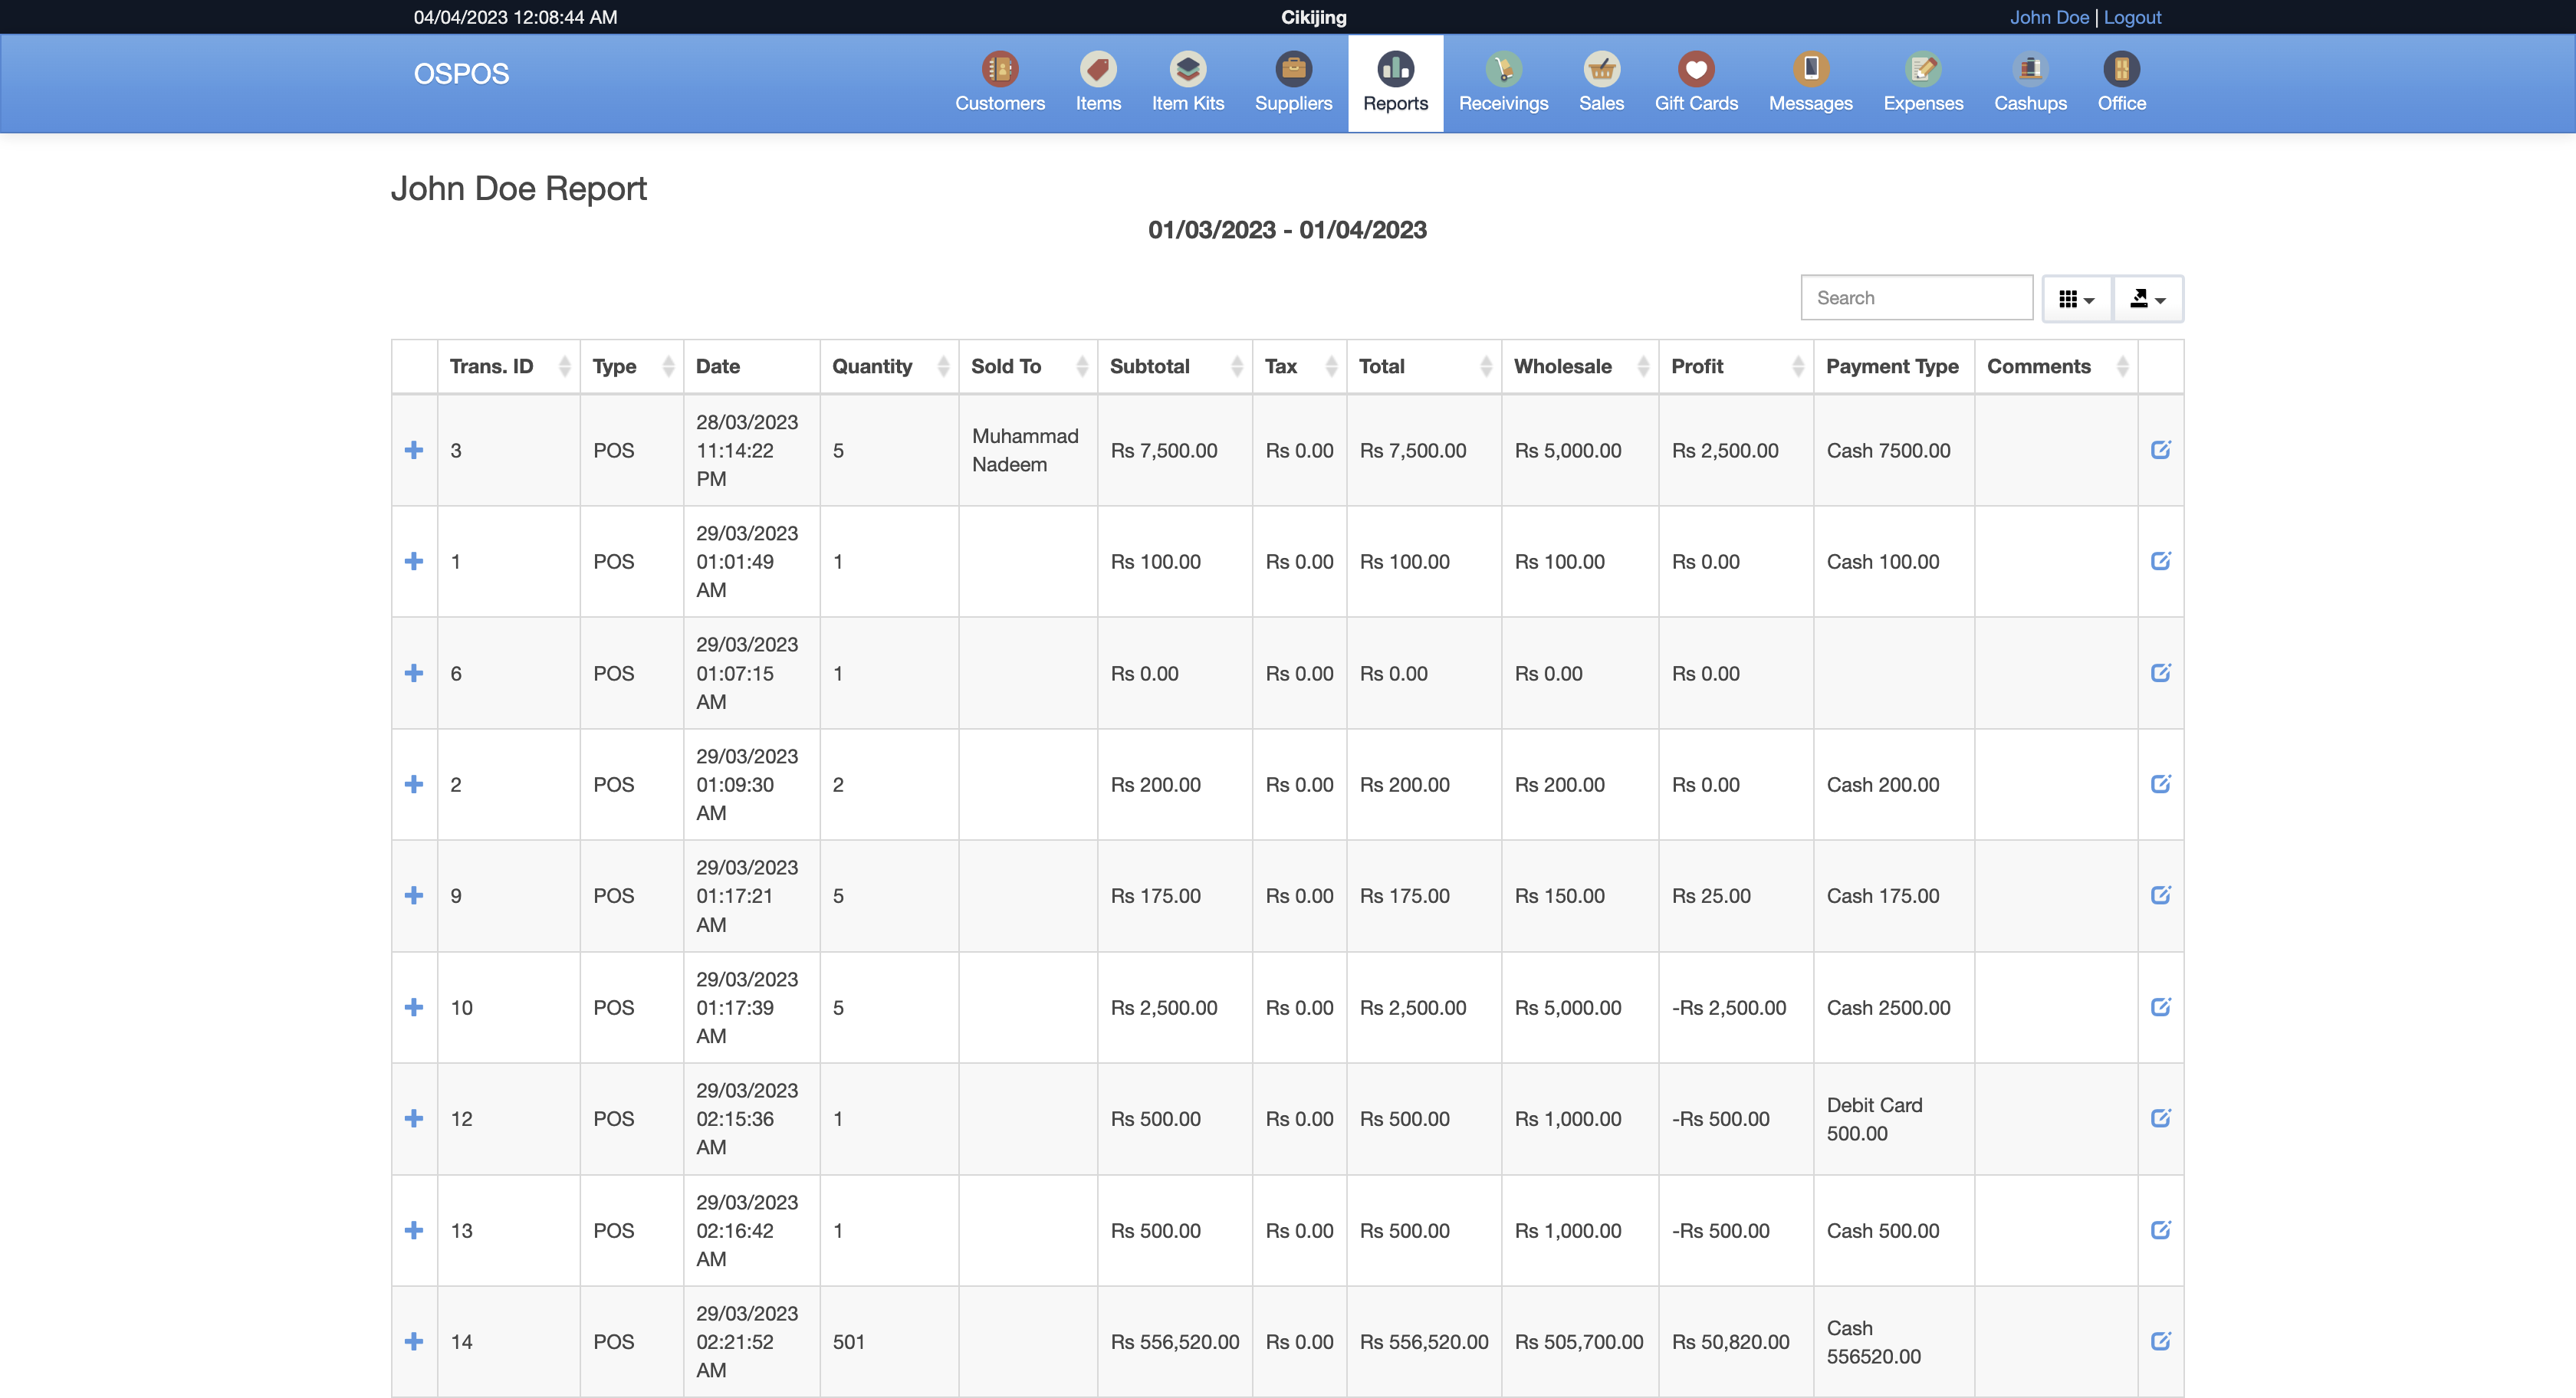 04/04/2023 12:08:44 AM
Cikijing
John Doe | Logout
OSPOS
Customers
Items
Item Kits
Suppliers
Reports
Receivings
Sales
Gift Cards
Messages
Expenses
Cashups
Office
John Doe Report
01/03/2023 - 01/04/2023
Search
Trans. ID Type Date Quantity Sold To Subtotal Tax Total Wholesale Profit Payment Type Comments
3 POS 28/03/2023 11:14:22 PM 5 Muhammad Nadeem Rs 7,500.00 Rs 0.00 Rs 7,500.00 Rs 5,000.00 Rs 2,500.00 Cash 7500.00
1 POS 29/03/2023 01:01:49 AM 1 Rs 100.00 Rs 0.00 Rs 100.00 Rs 100.00 Rs 0.00 Cash 100.00
6 POS 29/03/2023 01:07:15 AM 1 Rs 0.00 Rs 0.00 Rs 0.00 Rs 0.00 Rs 0.00
2 POS 29/03/2023 01:09:30 AM 2 Rs 200.00 Rs 0.00 Rs 200.00 Rs 200.00 Rs 0.00 Cash 200.00
9 POS 29/03/2023 01:17:21 AM 5 Rs 175.00 Rs 0.00 Rs 175.00 Rs 150.00 Rs 25.00 Cash 175.00
10 POS 29/03/2023 01:17:39 AM 5 Rs 2,500.00 Rs 0.00 Rs 2,500.00 Rs 5,000.00 -Rs 2,500.00 Cash 2500.00
12 POS 29/03/2023 02:15:36 AM 1 Rs 500.00 Rs 0.00 Rs 500.00 Rs 1,000.00 -Rs 500.00 Debit Card 500.00
13 POS 29/03/2023 02:16:42 AM 1 Rs 500.00 Rs 0.00 Rs 500.00 Rs 1,000.00 -Rs 500.00 Cash 500.00
14 POS 29/03/2023 02:21:52 AM 501 Rs 556,520.00 Rs 0.00 Rs 556,520.00 Rs 505,700.00 Rs 50,820.00 Cash 556520.00